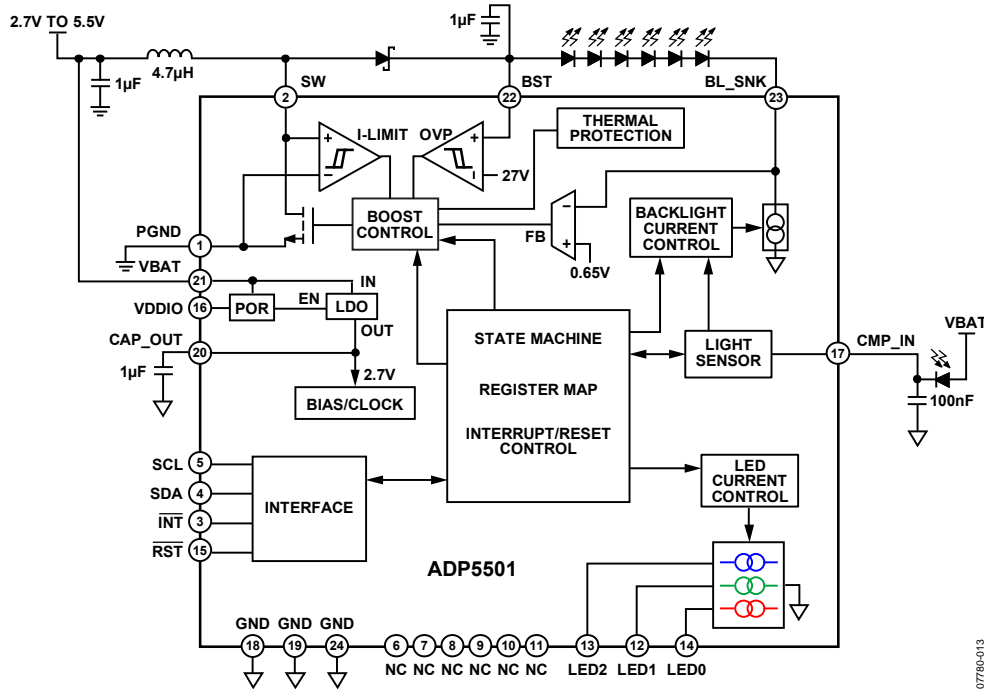 2.7V TO 5.5V
1µF
4.7µH
1µF
SW
BST
BL_SNK
2
22
23
THERMAL
PROTECTION
I-LIMIT
OVP
+
–
+
–
27V
BOOST
CONTROL
FB
–
+
0.65V
BACKLIGHT
CURRENT
CONTROL
PGND
1
VBAT
21
IN
VDDIO
16
POR
EN
LDO
OUT
CAP_OUT
20
1µF
2.7V
BIAS/CLOCK
STATE MACHINE
REGISTER MAP
INTERRUPT/RESET
CONTROL
LIGHT
SENSOR
17
CMP_IN
VBAT
100nF
SCL
5
SDA
4
INT
3
RST
15
INTERFACE
LED
CURRENT
CONTROL
ADP5501
GND
GND
GND
18
19
24
6
7
8
9
10
11
13
12
14
NC
NC
NC
NC
NC
NC
LED2
LED1
LED0
07780-013